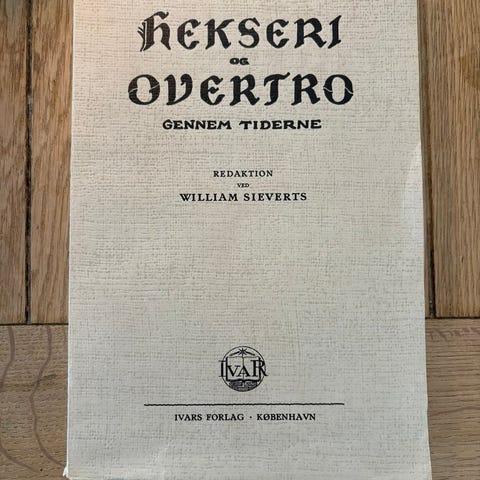 HEKSERI
OG
OVERTRO
GENNEM TIDERNE
REDAKTION
VED
WILLIAM SIEVERTS
IVAR
IVARS FORLAG · KØBENHAVN